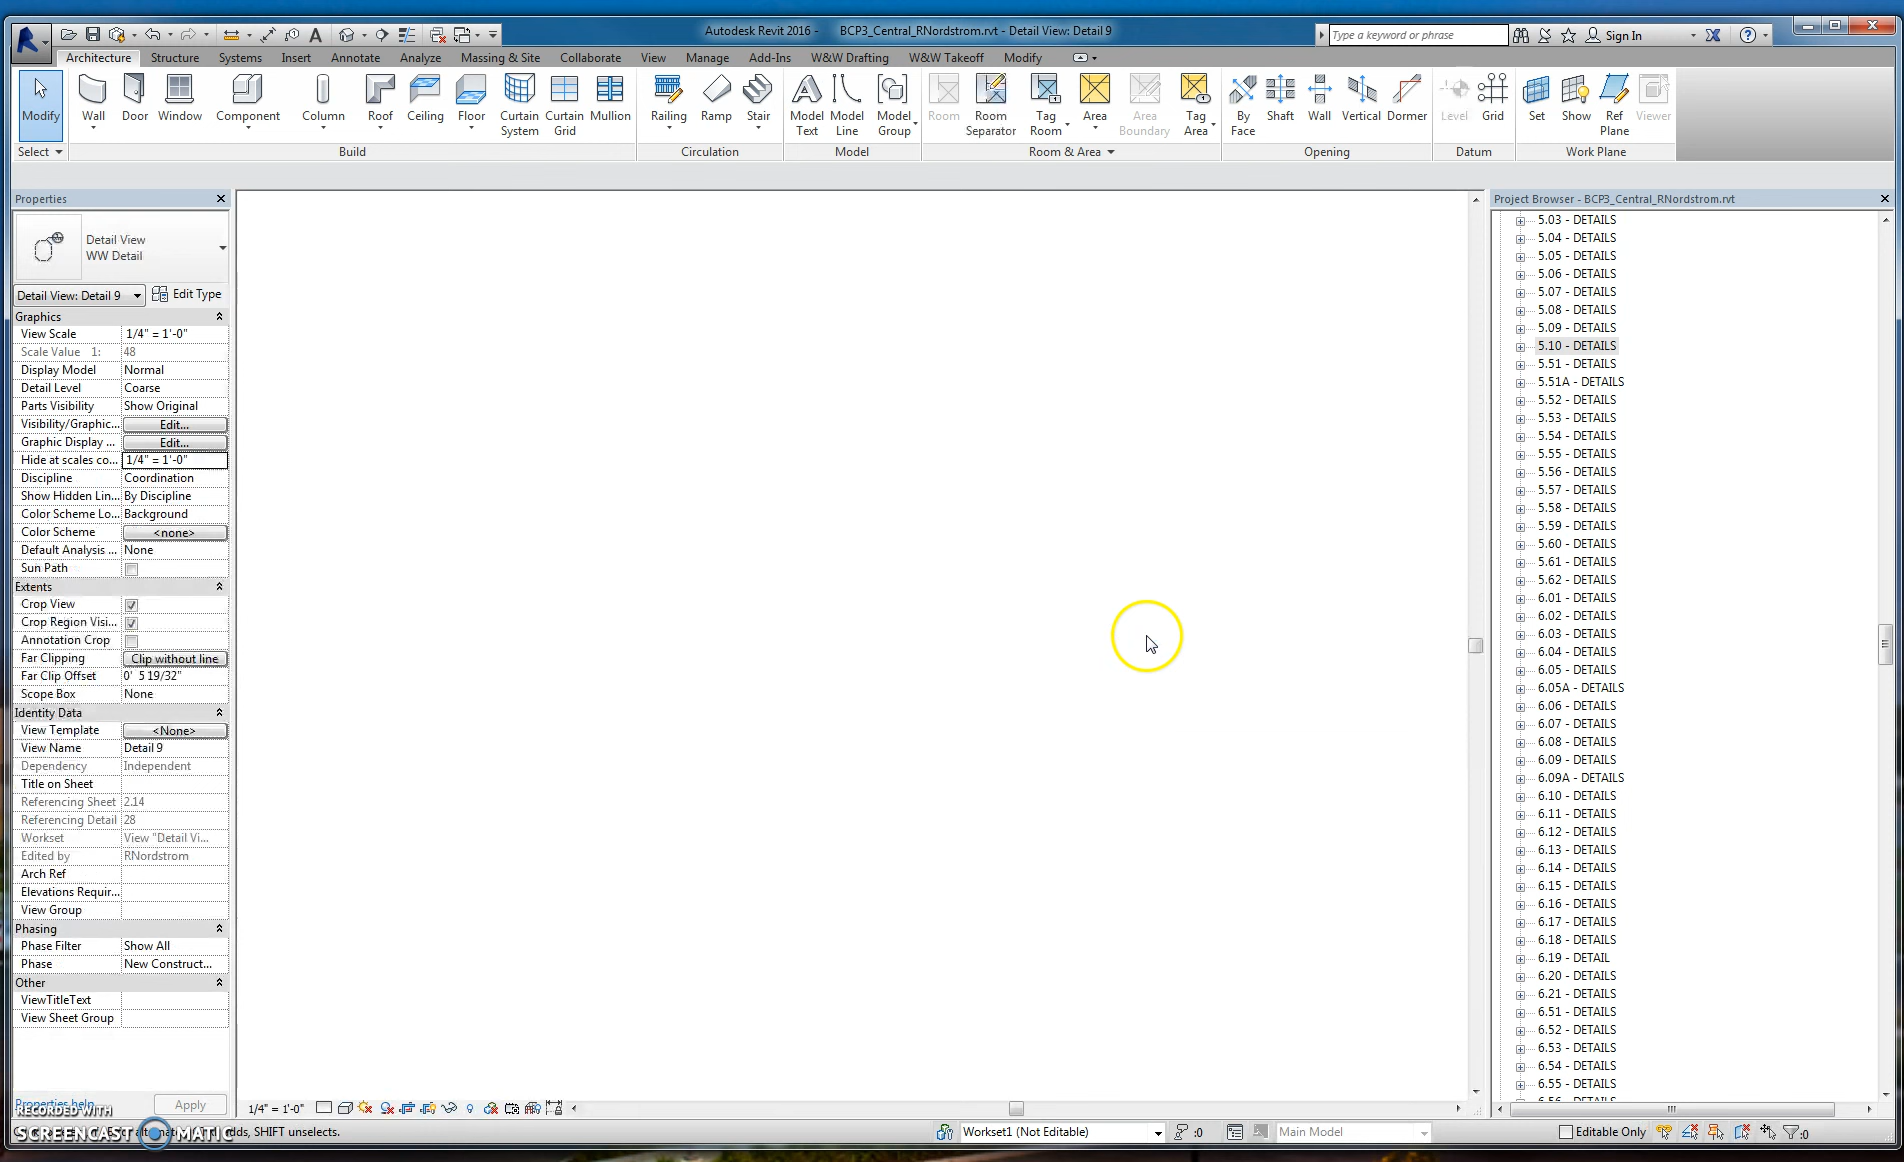 Autodesk Revit 2016 - BCP3_Central_RNordstrom.rvt - Detail View: Detail 9
Type a keyword or phrase
Sign In
Architecture Structure Systems Insert Annotate Analyze Massing & Site Collaborate View Manage Add-Ins W&W Drafting W&W Takeoff Modify
Modify Wall Door Window Component Column Roof Ceiling Floor Curtain System Curtain Grid Mullion Railing Ramp Stair Model Text Model Line Model Group Room Room Separator Tag Room Area Area Boundary Tag Area By Face Shaft Wall Vertical Dormer Level Grid Set Show Ref Plane Viewer
Select Build Circulation Model Room & Area Opening Datum Work Plane
Properties
Detail View
WW Detail
Detail View: Detail 9 Edit Type
Graphics
View Scale 1/4" = 1'-0"
Scale Value 1: 48
Display Model Normal
Detail Level Coarse
Parts Visibility Show Original
Visibility/Graphic... Edit...
Graphic Display ... Edit...
Hide at scales co... 1/4" = 1'-0"
Discipline Coordination
Show Hidden Lin... By Discipline
Color Scheme Lo... Background
Color Scheme <none>
Default Analysis ... None
Sun Path
Extents
Crop View
Crop Region Visi...
Annotation Crop
Far Clipping Clip without line
Far Clip Offset 0' 5 19/32"
Scope Box None
Identity Data
View Template <None>
View Name Detail 9
Dependency Independent
Title on Sheet
Referencing Sheet 2.14
Referencing Detail 28
Workset View "Detail Vi...
Edited by RNordstrom
Arch Ref
Elevations Requir...
View Group
Phasing
Phase Filter Show All
Phase New Construct...
Other
ViewTitleText
View Sheet Group
Properties help
Apply
RECORDED WITH
SCREENCAST MATIC
adds, SHIFT unselects.
1/4" = 1'-0"
Workset1 (Not Editable)
:0
Main Model
Editable Only
:0
Project Browser - BCP3_Central_RNordstrom.rvt
5.03 - DETAILS
5.04 - DETAILS
5.05 - DETAILS
5.06 - DETAILS
5.07 - DETAILS
5.08 - DETAILS
5.09 - DETAILS
5.10 - DETAILS
5.51 - DETAILS
5.51A - DETAILS
5.52 - DETAILS
5.53 - DETAILS
5.54 - DETAILS
5.55 - DETAILS
5.56 - DETAILS
5.57 - DETAILS
5.58 - DETAILS
5.59 - DETAILS
5.60 - DETAILS
5.61 - DETAILS
5.62 - DETAILS
6.01 - DETAILS
6.02 - DETAILS
6.03 - DETAILS
6.04 - DETAILS
6.05 - DETAILS
6.05A - DETAILS
6.06 - DETAILS
6.07 - DETAILS
6.08 - DETAILS
6.09 - DETAILS
6.09A - DETAILS
6.10 - DETAILS
6.11 - DETAILS
6.12 - DETAILS
6.13 - DETAILS
6.14 - DETAILS
6.15 - DETAILS
6.16 - DETAILS
6.17 - DETAILS
6.18 - DETAILS
6.19 - DETAIL
6.20 - DETAILS
6.21 - DETAILS
6.51 - DETAILS
6.52 - DETAILS
6.53 - DETAILS
6.54 - DETAILS
6.55 - DETAILS
6.56 - DETAILS